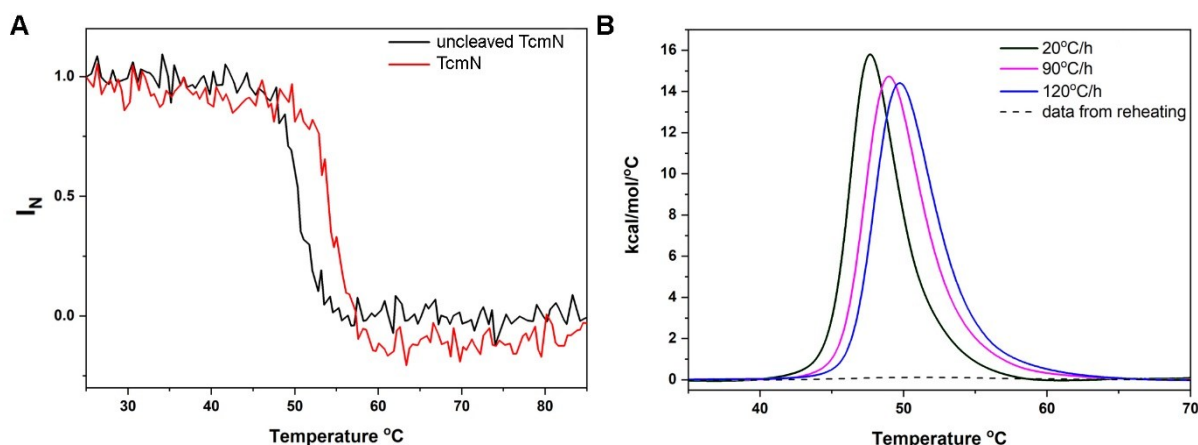 A
uncleaved TcmN
TcmN
1.0
0.5
0.0
I_N
30 40 50 60 70 80
Temperature °C
B
20°C/h
90°C/h
120°C/h
data from reheating
16
14
12
10
8
6
4
2
0
kcal/mol/°C
40 50 60 70
Temperature °C